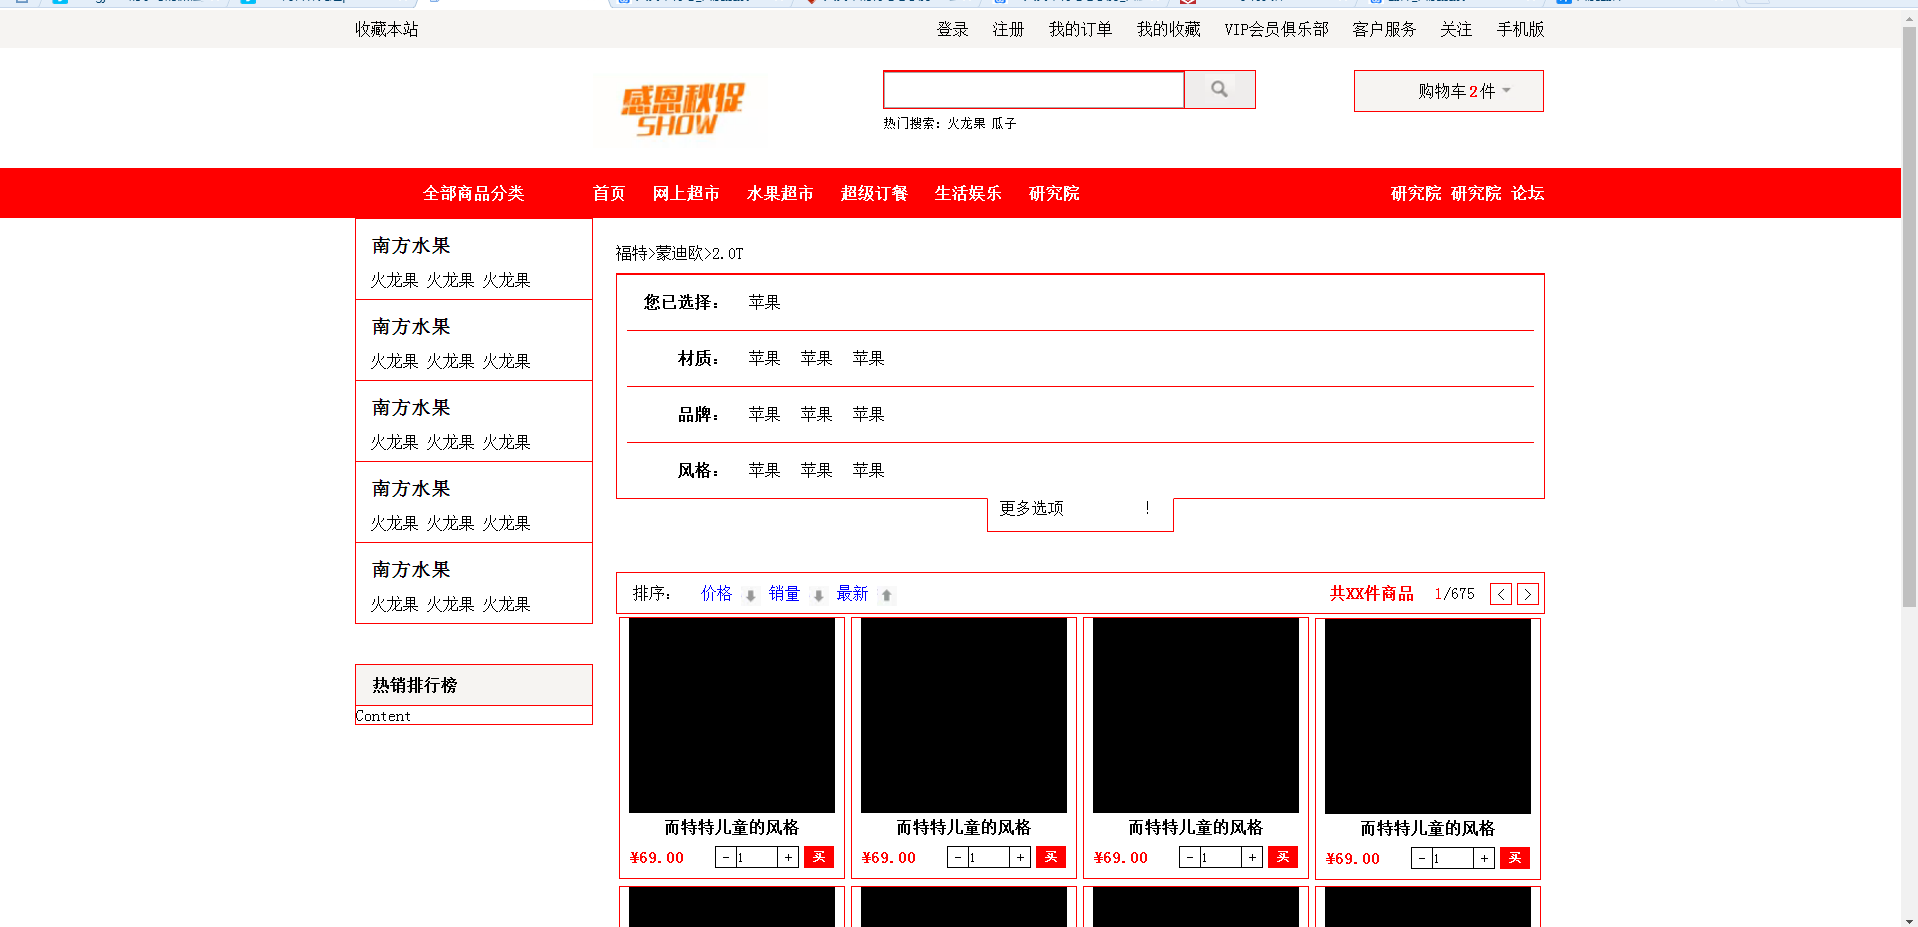 收藏本站 登录 注册 我的订单 我的收藏 VIP会员俱乐部 客户服务 关注 手机版
感恩秋促
SHOW
购物车2件
热门搜索：火龙果 瓜子
全部商品分类 首页 网上超市 水果超市 超级订餐 生活娱乐 研究院 研究院 研究院 论坛
南方水果
火龙果 火龙果 火龙果
南方水果
火龙果 火龙果 火龙果
南方水果
火龙果 火龙果 火龙果
南方水果
火龙果 火龙果 火龙果
南方水果
火龙果 火龙果 火龙果
热销排行榜
Content
福特>蒙迪欧>2.0T
您已选择： 苹果
材质： 苹果 苹果 苹果
品牌： 苹果 苹果 苹果
风格： 苹果 苹果 苹果
更多选项 !
排序： 价格 销量 最新 共XX件商品 1/675 < >
而特特儿童的风格 而特特儿童的风格 而特特儿童的风格 而特特儿童的风格
¥69.00 - 1 + 买 ¥69.00 - 1 + 买 ¥69.00 - 1 + 买 ¥69.00 - 1 + 买